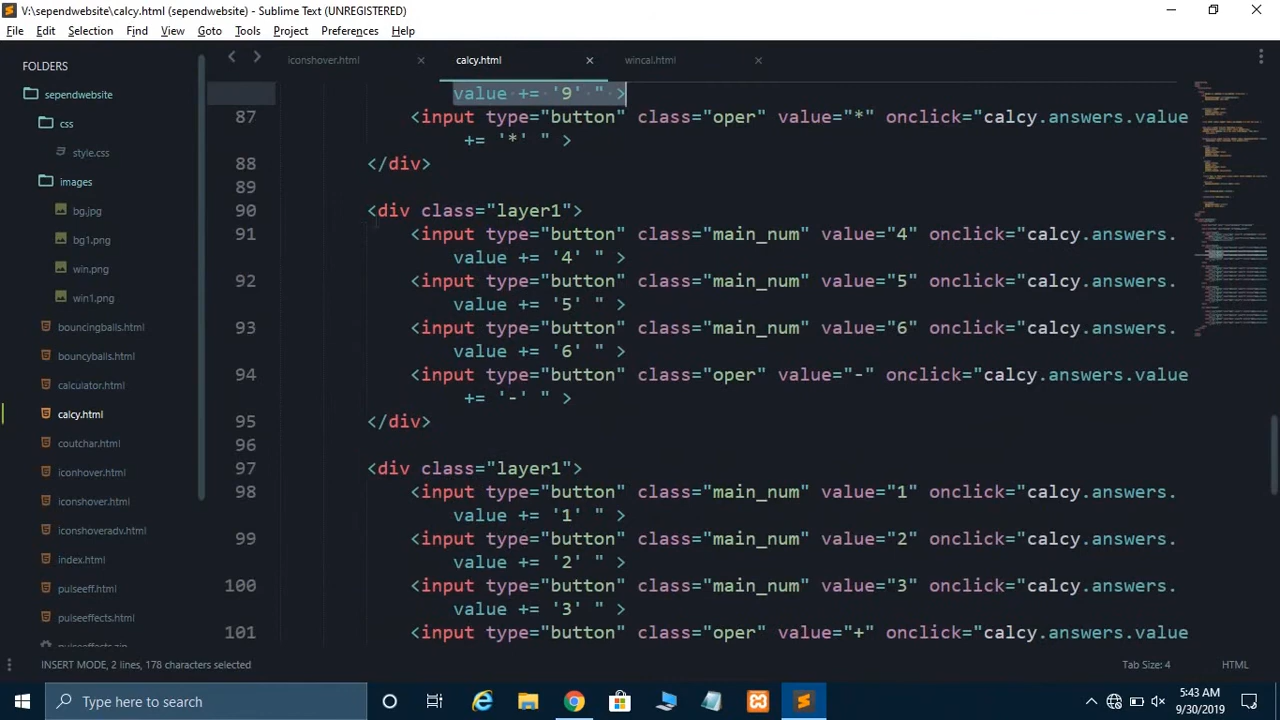 V:\sependwebsite\calcy.html (sependwebsite) - Sublime Text (UNREGISTERED)
File Edit Selection Find View Goto Tools Project Preferences Help
FOLDERS
sependwebsite
css
style.css
images
bg.jpg
bg1.png
win.png
win1.png
bouncingballs.html
bouncyballs.html
calculator.html
calcy.html
coutchar.html
iconhover.html
iconshover.html
iconshoveradv.html
index.html
pulseeff.html
pulseeffects.html
pulseeffects.zip
iconshover.html calcy.html wincal.html
value += '9' " >
87 <input type="button" class="oper" value="*" onclick="calcy.answers.value
+= '*' " >
88 </div>
89
90 <div class="layer1">
91 <input type="button" class="main_num" value="4" onclick="calcy.answers.
value += '4' " >
92 <input type="button" class="main_num" value="5" onclick="calcy.answers.
value += '5' " >
93 <input type="button" class="main_num" value="6" onclick="calcy.answers.
value += '6' " >
94 <input type="button" class="oper" value="-" onclick="calcy.answers.value
+= '-' " >
95 </div>
96
97 <div class="layer1">
98 <input type="button" class="main_num" value="1" onclick="calcy.answers.
value += '1' " >
99 <input type="button" class="main_num" value="2" onclick="calcy.answers.
value += '2' " >
100 <input type="button" class="main_num" value="3" onclick="calcy.answers.
value += '3' " >
101 <input type="button" class="oper" value="+" onclick="calcy.answers.value
INSERT MODE, 2 lines, 178 characters selected Tab Size: 4 HTML
Type here to search
5:43 AM
9/30/2019